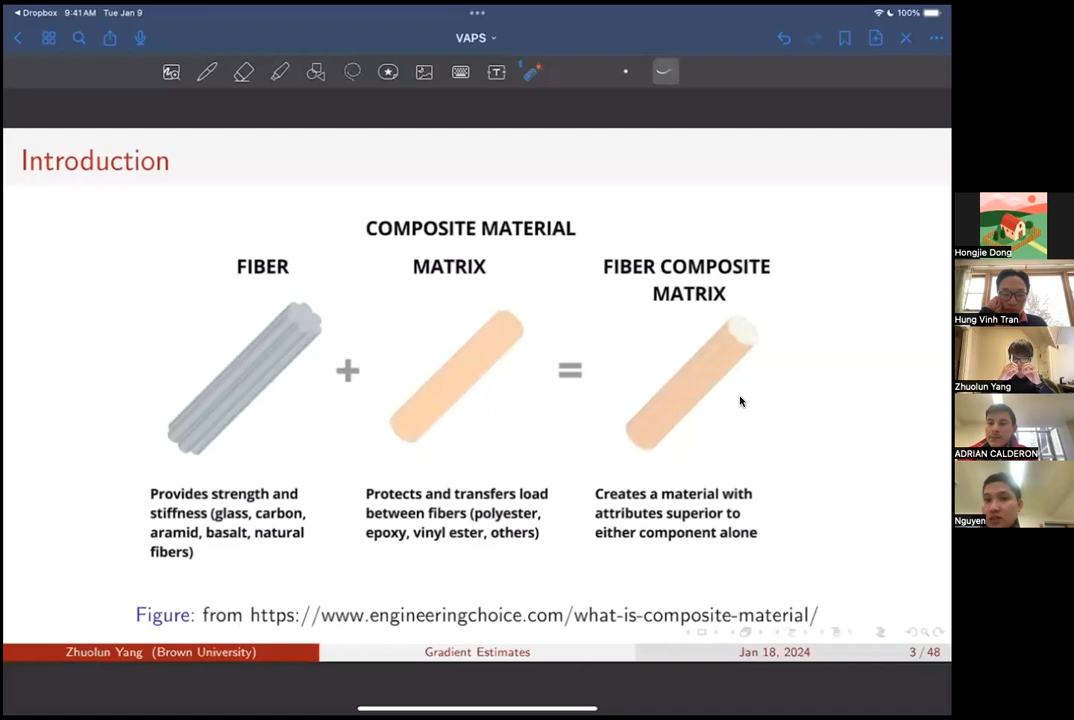 Dropbox 9:41 AM Tue Jan 9
100%
VAPS
Introduction
COMPOSITE MATERIAL
FIBER
MATRIX
FIBER COMPOSITE
MATRIX
+
=
Provides strength and
stiffness (glass, carbon,
aramid, basalt, natural
fibers)
Protects and transfers load
between fibers (polyester,
epoxy, vinyl ester, others)
Creates a material with
attributes superior to
either component alone
Figure: from https://www.engineeringchoice.com/what-is-composite-material/
Zhuolun Yang (Brown University)
Gradient Estimates
Jan 18, 2024
3 / 48
Hongjie Dong
Hung Vinh Tran
Zhuolun Yang
ADRIAN CALDERON
Nguyen